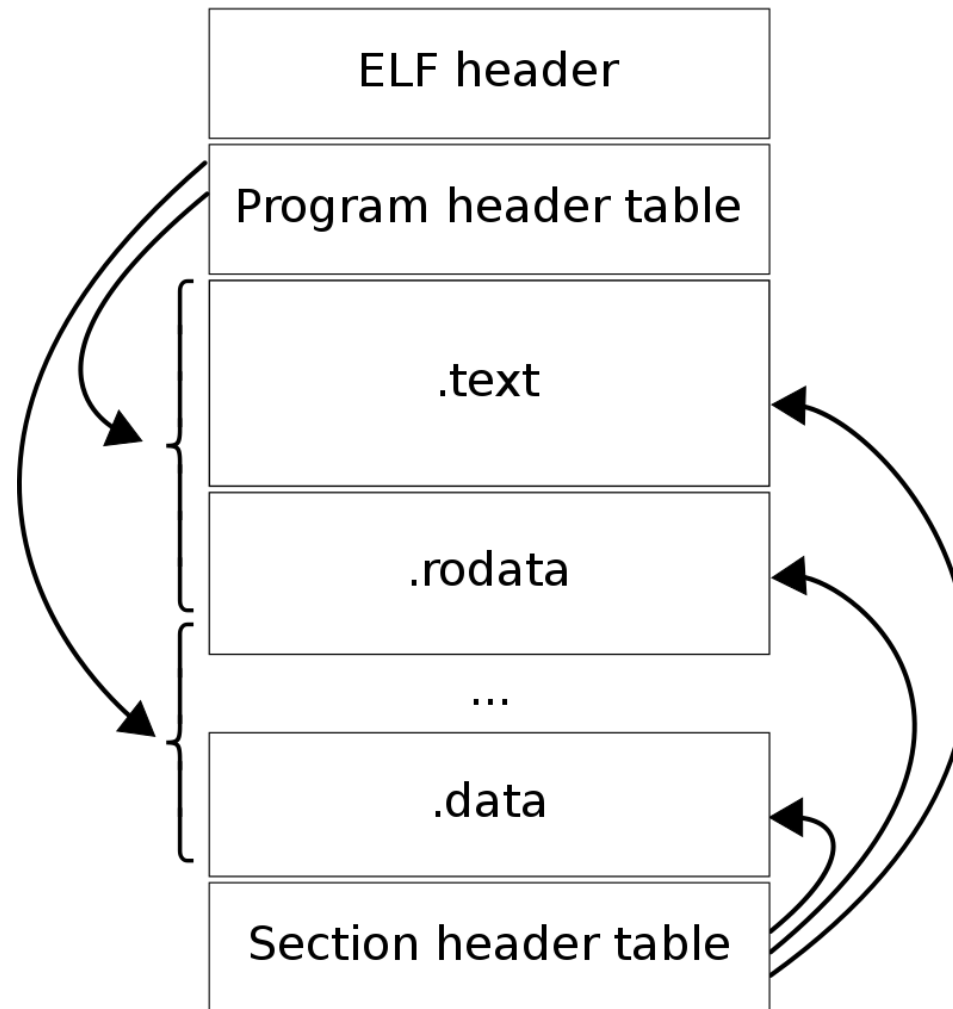 ELF header
Program header table
.text
.rodata
...
.data
Section header table